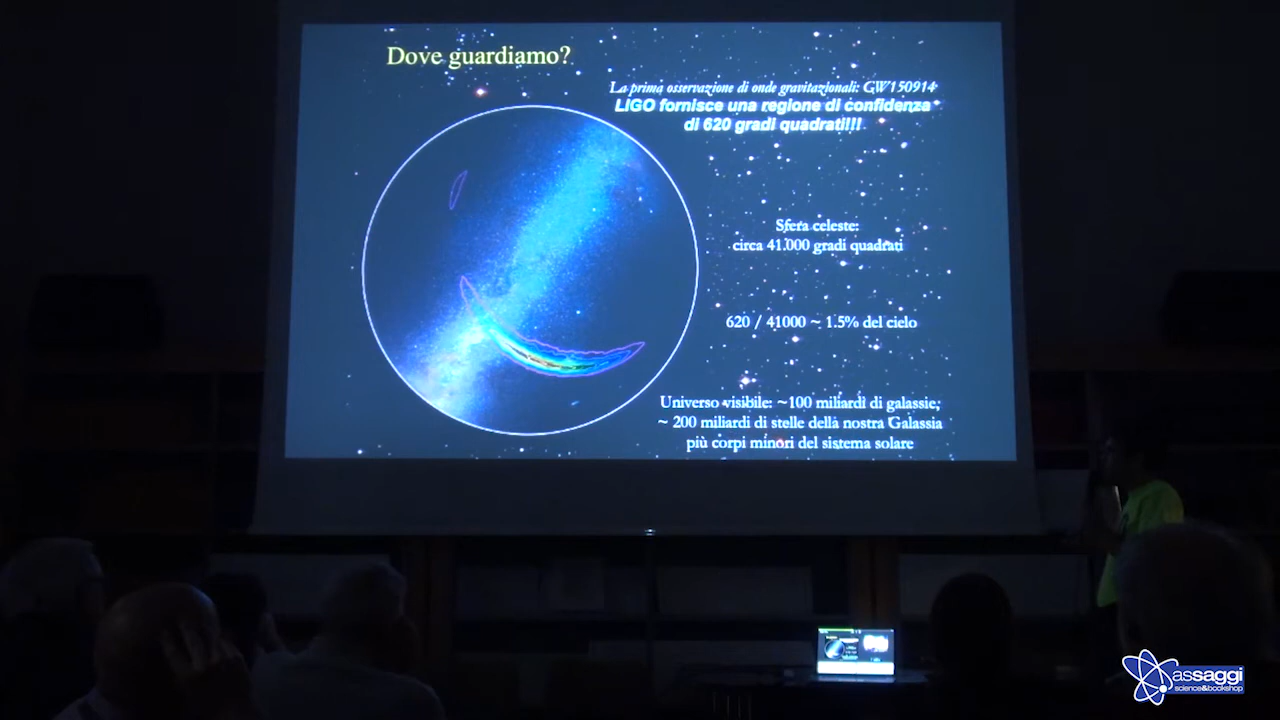 Dove guardiamo?
La prima osservazione di onde gravitazionali: GW150914
LIGO fornisce una regione di confidenza
di 620 gradi quadrati!!!
Sfera celeste:
circa 41.000 gradi quadrati
620 / 41000 ~ 1.5% del cielo
Universo visibile: ~100 miliardi di galassie;
~ 200 miliardi di stelle della nostra Galassia
più corpi minori del sistema solare
assaggi
science&bookshop